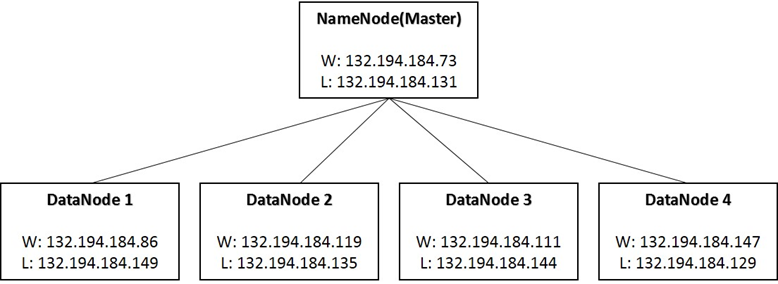 NameNode(Master)
W: 132.194.184.73
L: 132.194.184.131
DataNode 1
W: 132.194.184.86
L: 132.194.184.149
DataNode 2
W: 132.194.184.119
L: 132.194.184.135
DataNode 3
W: 132.194.184.111
L: 132.194.184.144
DataNode 4
W: 132.194.184.147
L: 132.194.184.129